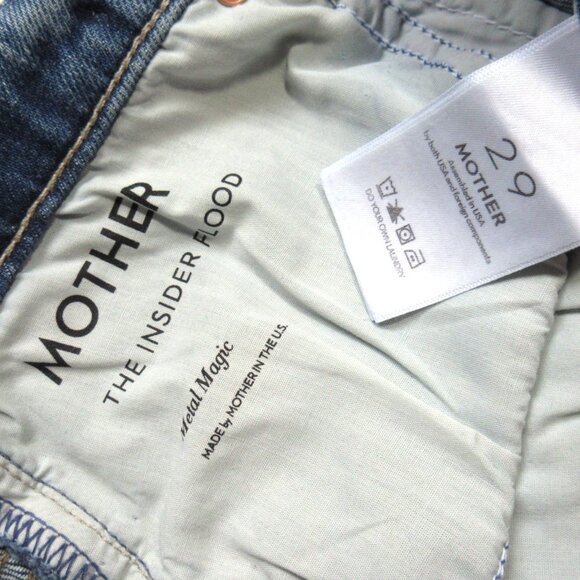 MOTHER
THE INSIDER FLOOD
Metal Magic
MADE by MOTHER IN THE U.S.
29
MOTHER
Assembled in USA
by both USA and foreign components
DO YOUR OWN LAUNDRY